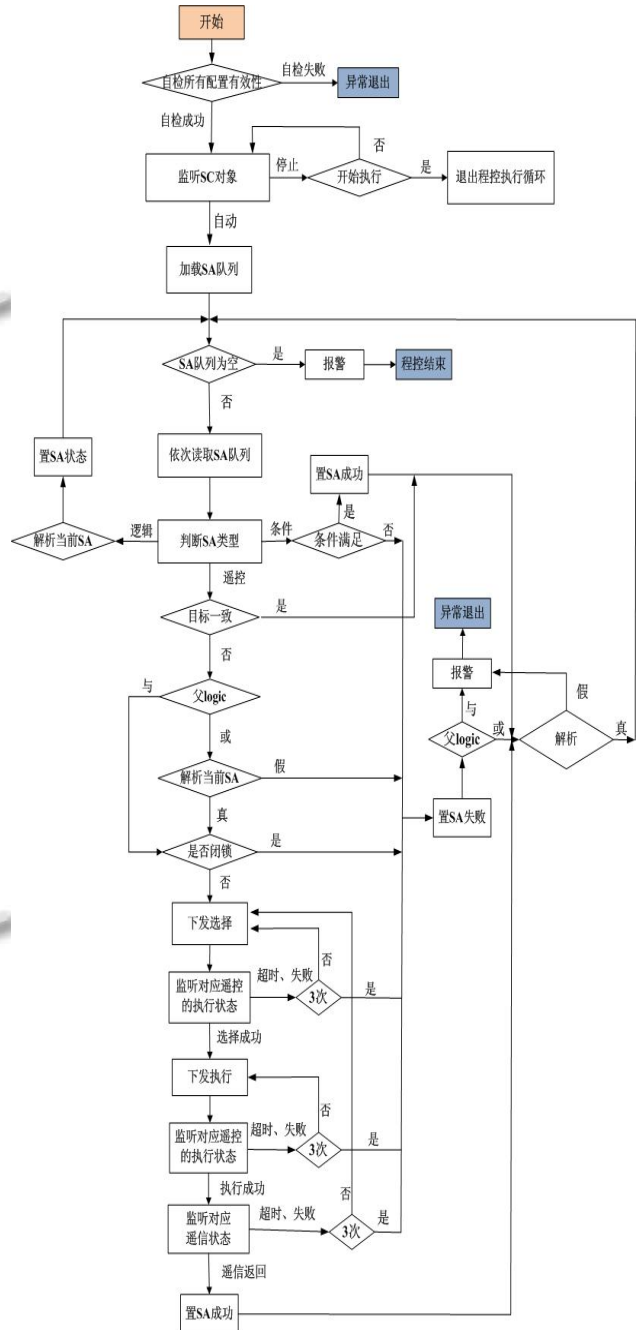 开始
自检所有配置有效性
自检失败
异常退出
自检成功
监听SC对象
停止
开始执行
否
是
退出程控执行循环
自动
加载SA队列
SA队列为空
是
报警
程控结束
否
置SA状态
依次读取SA队列
置SA成功
是
解析当前SA
逻辑
判断SA类型
条件
条件满足
否
遥控
目标一致
是
异常退出
否
报警
假
与
父logic
与
父logic
或
解析
真
或
解析当前SA
假
置SA失败
真
是否闭锁
是
否
下发选择
否
监听对应遥控
的执行状态
超时、失败
3次
是
选择成功
下发执行
否
监听对应遥控
的执行状态
超时、失败
3次
是
执行成功
否
监听对应
遥信状态
超时、失败
3次
是
遥信返回
置SA成功